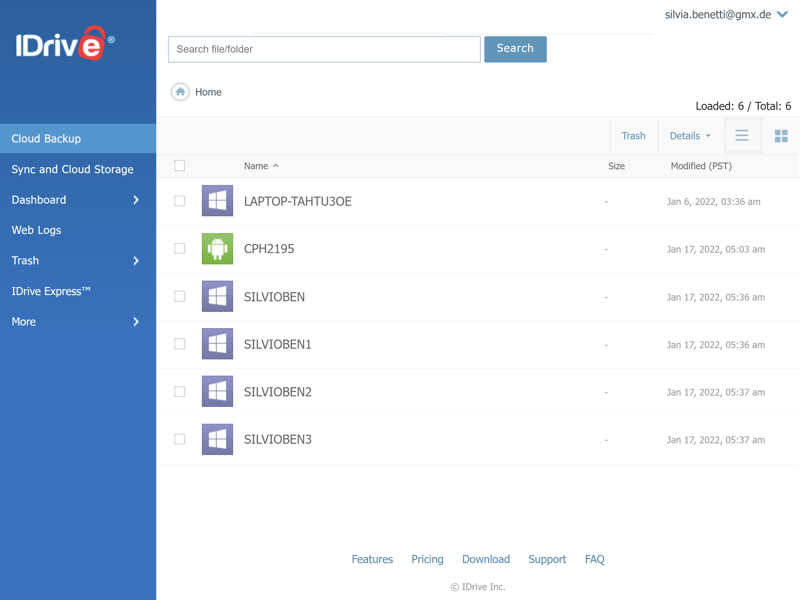 silvia.benetti@gmx.de
IDrive®
Search file/folder
Search
Home
Loaded: 6 / Total: 6
Cloud Backup
Sync and Cloud Storage
Dashboard
Web Logs
Trash
IDrive Express™
More
Trash
Details
Name Size Modified (PST)
LAPTOP-TAHTU3OE - Jan 6, 2022, 03:36 am
CPH2195 - Jan 17, 2022, 05:03 am
SILVIOBEN - Jan 17, 2022, 05:36 am
SILVIOBEN1 - Jan 17, 2022, 05:36 am
SILVIOBEN2 - Jan 17, 2022, 05:37 am
SILVIOBEN3 - Jan 17, 2022, 05:37 am
Features Pricing Download Support FAQ
© IDrive Inc.